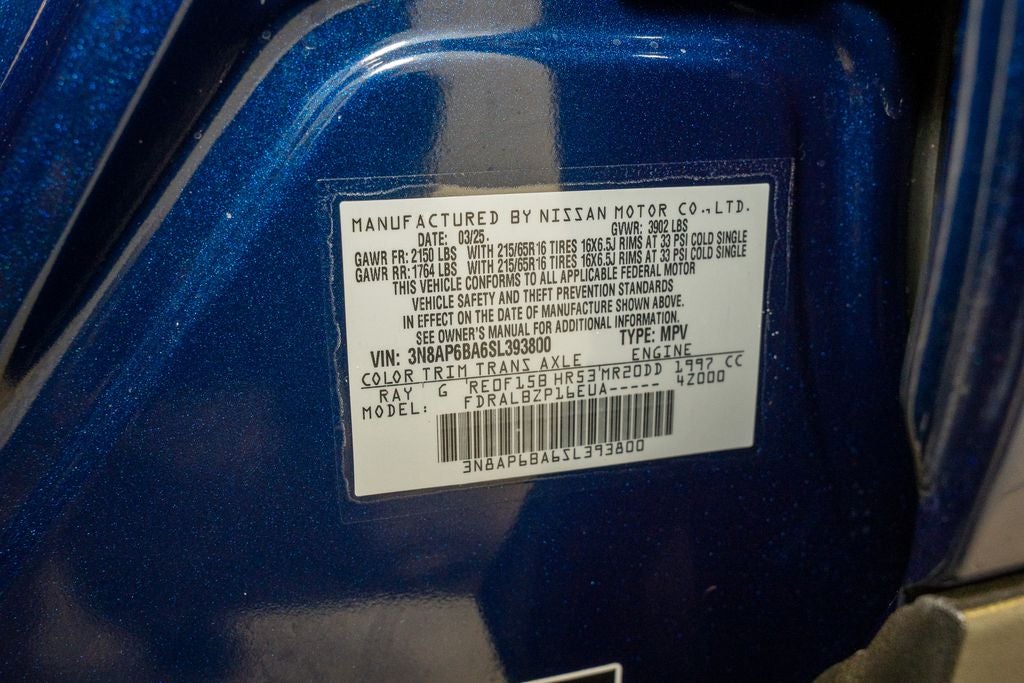 MANUFACTURED BY NISSAN MOTOR CO.,LTD.
DATE: 03/25. GVWR: 3902 LBS
GAWR FR: 2150 LBS WITH 215/65R16 TIRES 16X6.5J RIMS AT 33 PSI COLD SINGLE
GAWR RR: 1764 LBS WITH 215/65R16 TIRES 16X6.5J RIMS AT 33 PSI COLD SINGLE
THIS VEHICLE CONFORMS TO ALL APPLICABLE FEDERAL MOTOR
VEHICLE SAFETY AND THEFT PREVENTION STANDARDS
IN EFFECT ON THE DATE OF MANUFACTURE SHOWN ABOVE.
SEE OWNER'S MANUAL FOR ADDITIONAL INFORMATION.
VIN: 3N8AP6BA6SL393800 TYPE: MPV
COLOR TRIM TRANS AXLE ENGINE
RAY G RE0F15B HR53 MR20DD 1997 CC
MODEL: FDRALBZP16EUA----- 4Z000
3N8AP6BA6SL393800